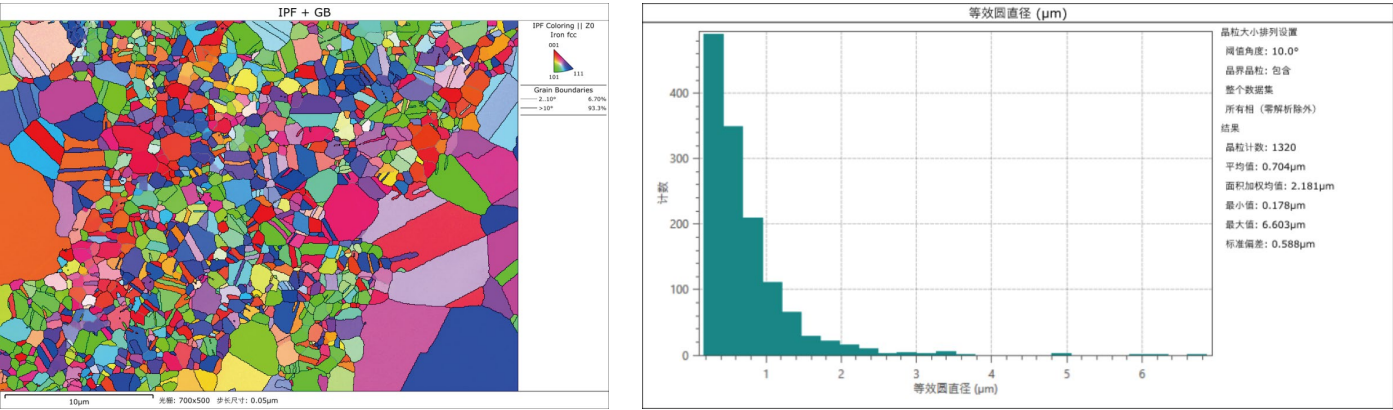 IPF + GB
IPF Coloring || Z0
Iron fcc
001
101 111
Grain Boundaries
2..10° 6.70%
>10° 93.3%
10μm 光栅: 700x500 步长尺寸: 0.05μm
等效圆直径 (μm)
400
300
200
100
0
计数
1 2 3 4 5 6
等效圆直径 (μm)
晶粒大小排列设置
阈值角度: 10.0°
晶界晶粒: 包含
整个数据集
所有相（零解析除外）
结果
晶粒计数: 1320
平均值: 0.704μm
面积加权均值: 2.181μm
最小值: 0.178μm
最大值: 6.603μm
标准偏差: 0.588μm